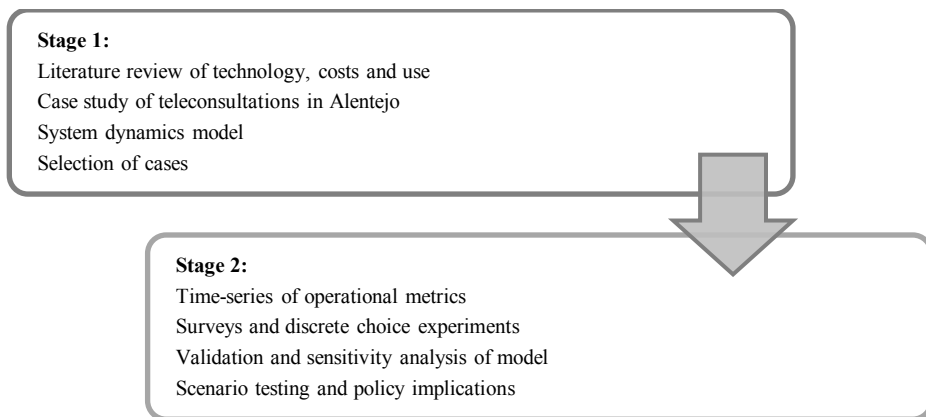 Stage 1:
Literature review of technology, costs and use
Case study of teleconsultations in Alentejo
System dynamics model
Selection of cases
Stage 2:
Time-series of operational metrics
Surveys and discrete choice experiments
Validation and sensitivity analysis of model
Scenario testing and policy implications